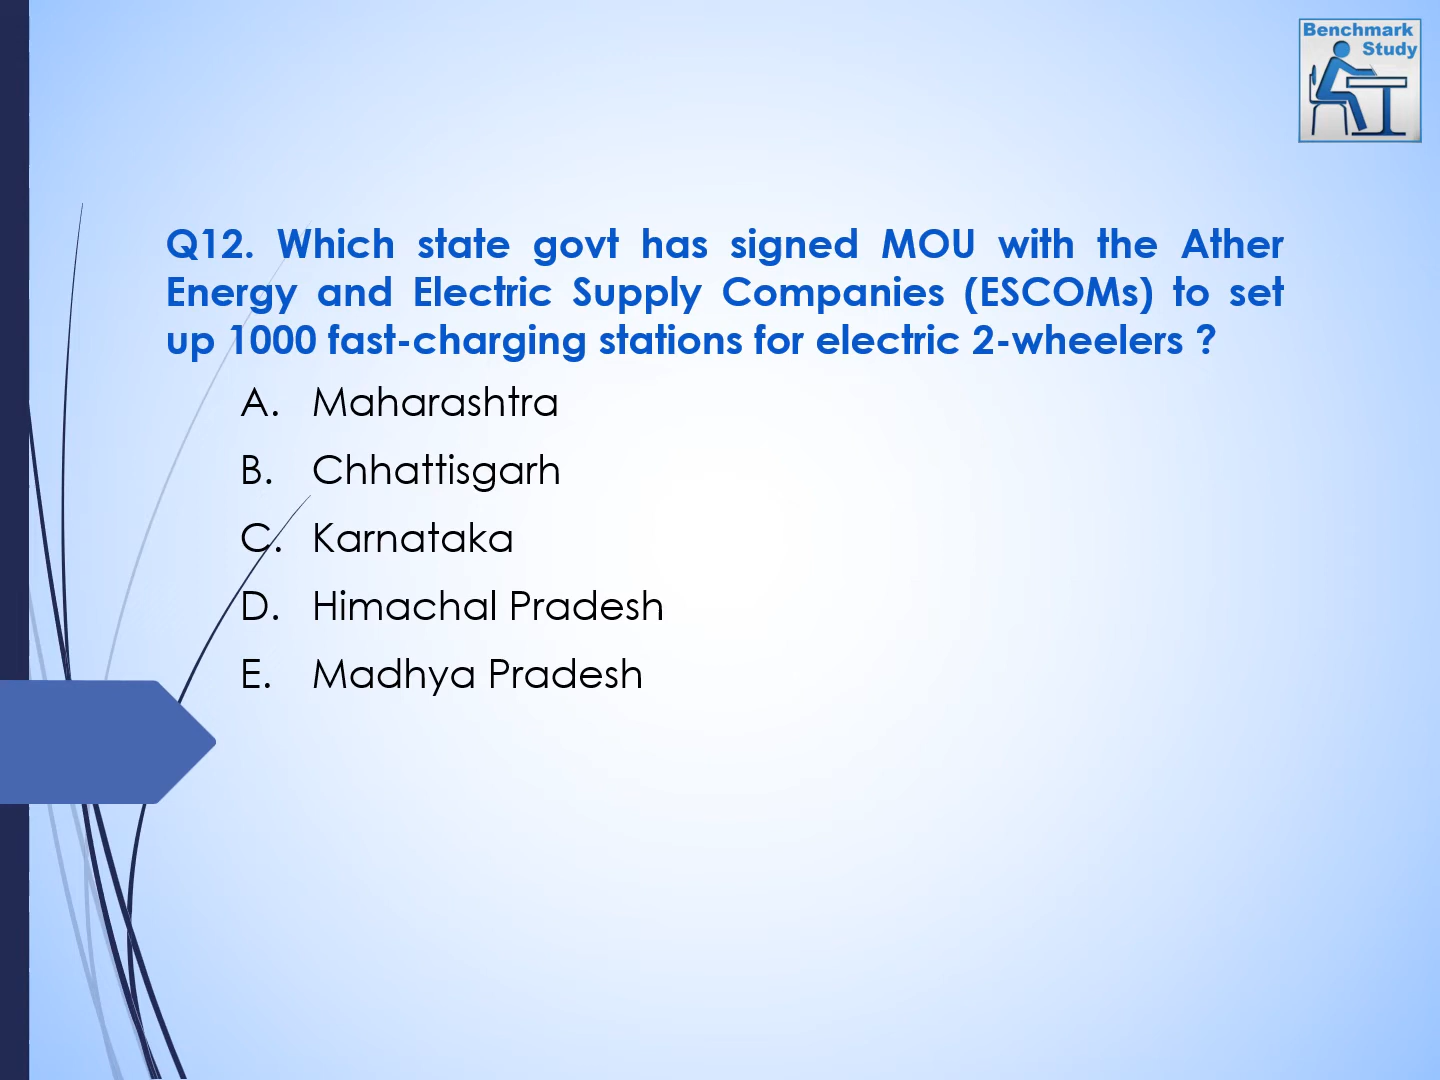 Benchmark
Study
Q12. Which state govt has signed MOU with the Ather
Energy and Electric Supply Companies (ESCOMs) to set
up 1000 fast-charging stations for electric 2-wheelers ?
A. Maharashtra
B. Chhattisgarh
C. Karnataka
D. Himachal Pradesh
E. Madhya Pradesh